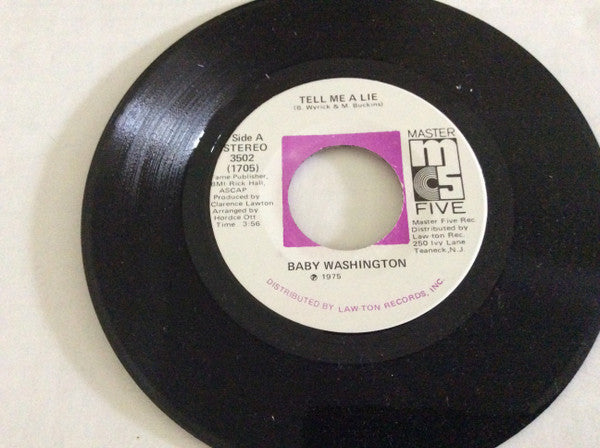 TELL ME A LIE
(B. Wyrick & M. Buckins)
Side A
STEREO
3502
(1705)
Fame Publisher,
BMI Rick Hall,
ASCAP
Produced by
Clarence Lawton
Arranged by
Hordce Ott
Time: 3:56
MASTER
m
c5
FIVE
Master Five Rec.
Distributed by
Law-ton Rec.
250 Ivy Lane
Teaneck, N.J.
BABY WASHINGTON
℗ 1975
DISTRIBUTED BY LAW-TON RECORDS, INC.